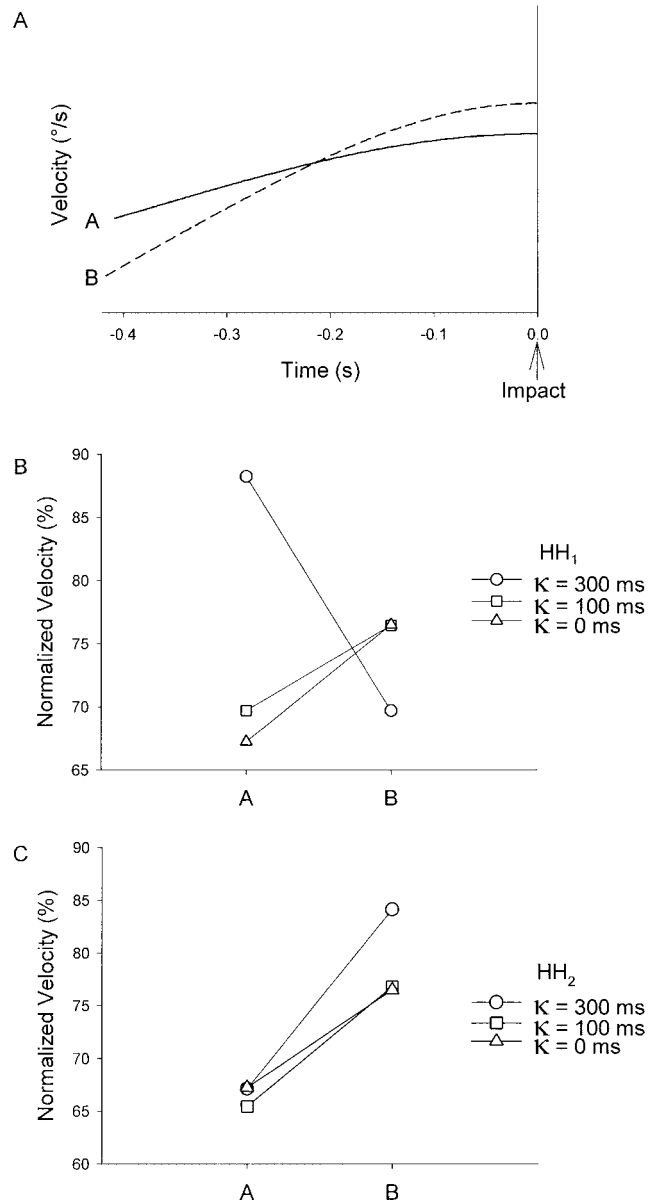 A
Velocity (°/s)
A
B
-0.4 -0.3 -0.2 -0.1 0.0
Time (s)
Impact
B
Normalized Velocity (%)
90
85
80
75
70
65
A B
HH₁
κ = 300 ms
κ = 100 ms
κ = 0 ms
C
Normalized Velocity (%)
90
85
80
75
70
65
60
A B
HH₂
κ = 300 ms
κ = 100 ms
κ = 0 ms